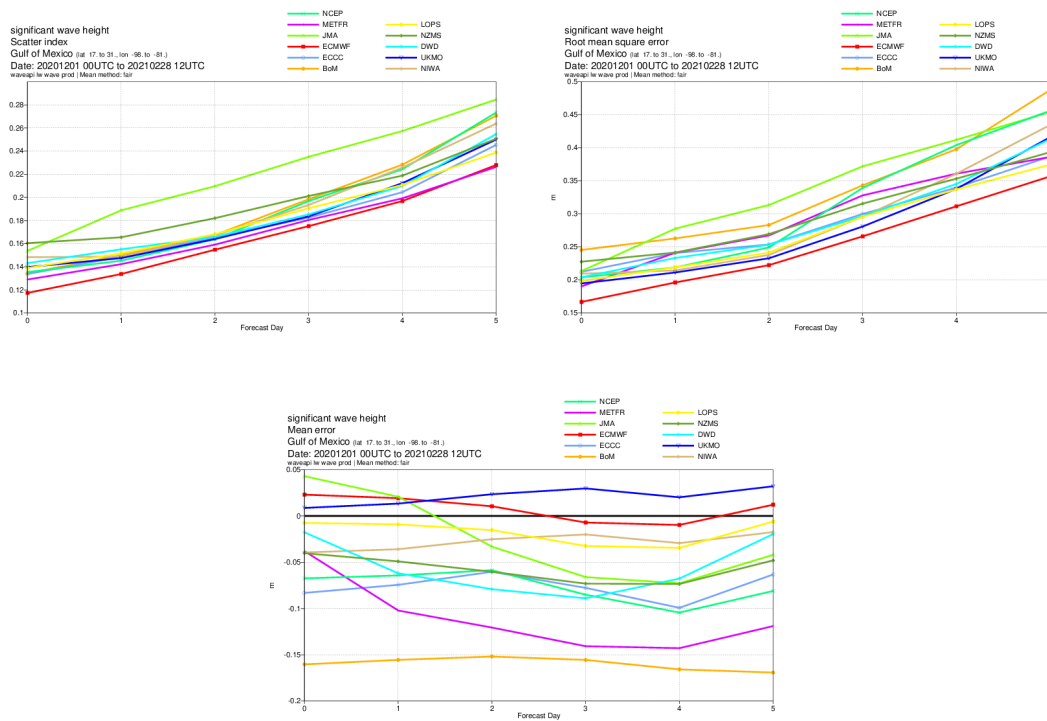 significant wave height
Scatter index
Gulf of Mexico (lat 17. to 31., lon -98. to -81.)
Date: 20201201 00UTC to 20210228 12UTC
waveapi lw wave prod | Mean method: fair
NCEP
METFR
JMA
ECMWF
ECCC
BoM
LOPS
NZMS
DWD
UKMO
NIWA
0.28
0.26
0.24
0.22
0.2
0.18
0.16
0.14
0.12
0.1
0 1 2 3 4 5
Forecast Day
significant wave height
Root mean square error
Gulf of Mexico (lat 17. to 31., lon -98. to -81.)
Date: 20201201 00UTC to 20210228 12UTC
waveapi lw wave prod | Mean method: fair
NCEP
METFR
JMA
ECMWF
ECCC
BoM
LOPS
NZMS
DWD
UKMO
NIWA
0.5
0.45
0.4
0.35
0.3
0.25
0.2
0.15
m
0 1 2 3 4
Forecast Day
significant wave height
Mean error
Gulf of Mexico (lat 17. to 31., lon -98. to -81.)
Date: 20201201 00UTC to 20210228 12UTC
waveapi lw wave prod | Mean method: fair
NCEP
METFR
JMA
ECMWF
ECCC
BoM
LOPS
NZMS
DWD
UKMO
NIWA
0.05
0
-0.05
-0.1
-0.15
-0.2
m
0 1 2 3 4 5
Forecast Day